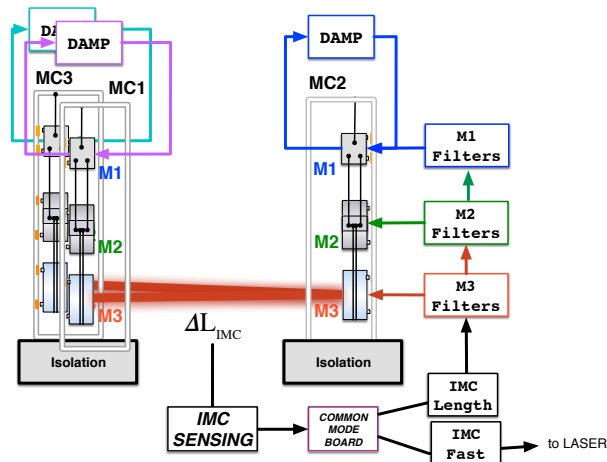 DA
DAMP
DAMP
MC3
MC1
MC2
M1
M1
M1
Filters
M2
M2
M2
Filters
M3
M3
M3
Filters
Isolation
Isolation
ΔL_IMC
IMC
SENSING
COMMON
MODE
BOARD
IMC
Length
IMC
Fast
to LASER